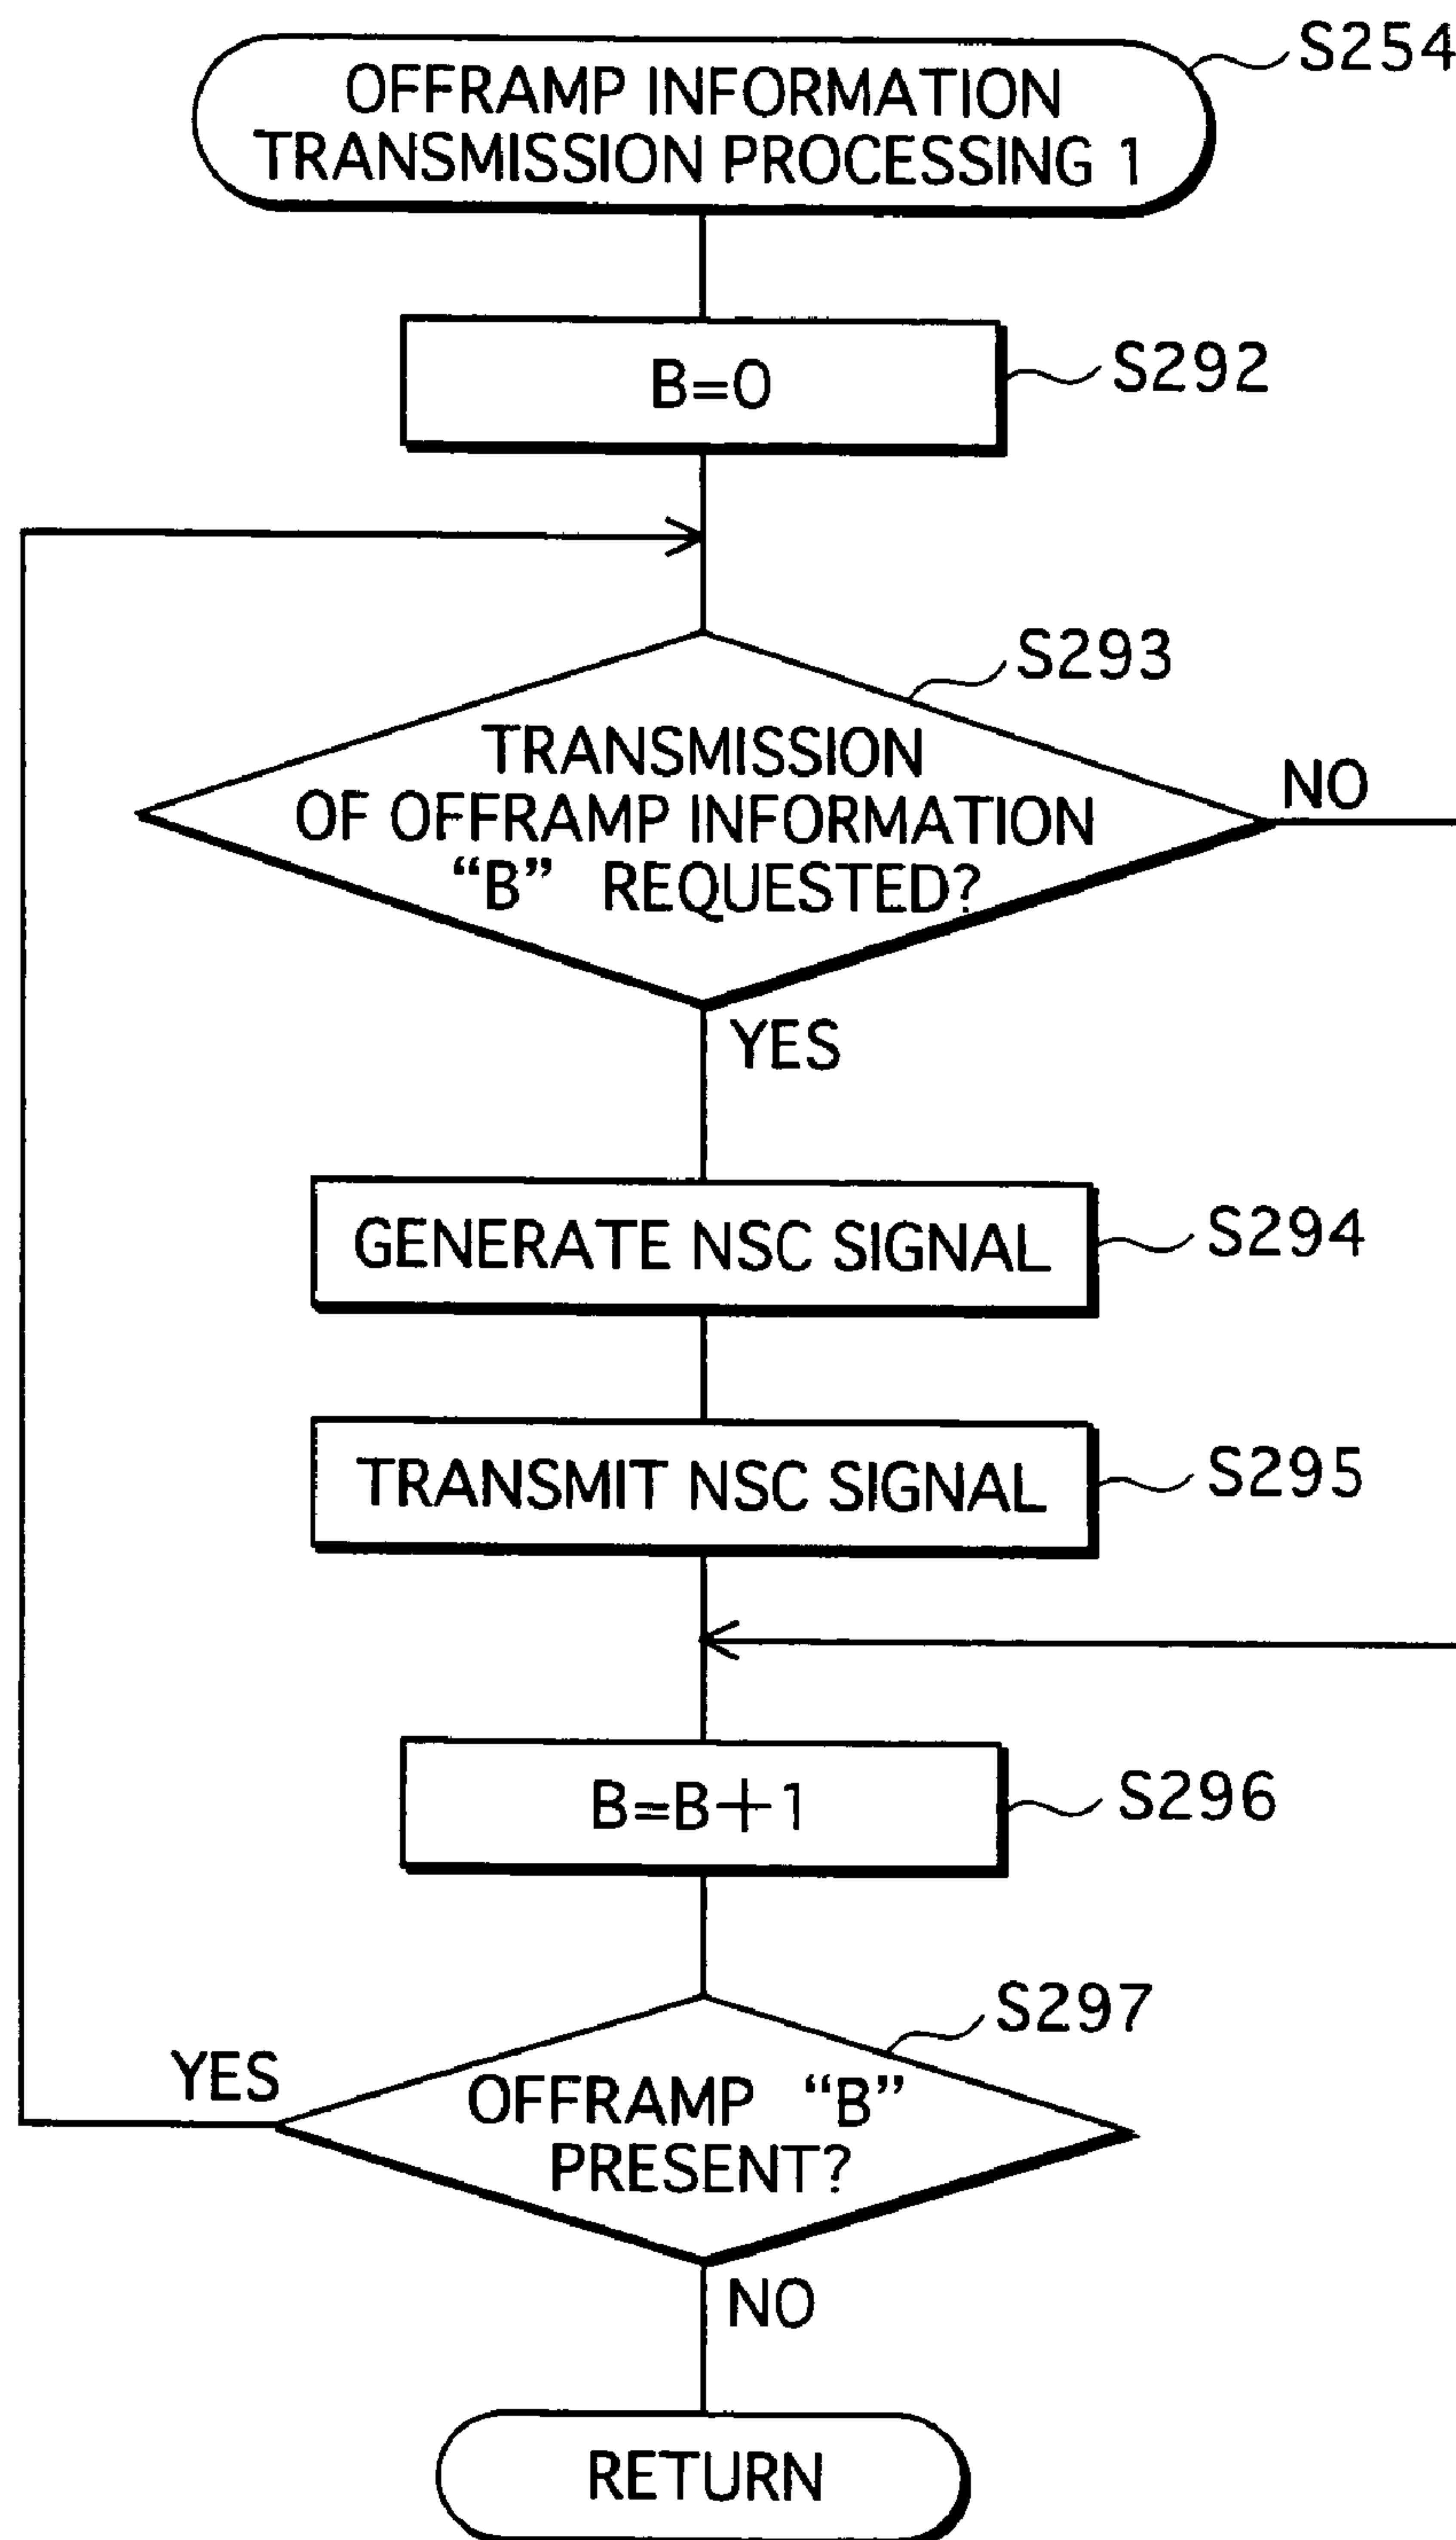 S254
OFFRAMP INFORMATION
TRANSMISSION PROCESSING 1
B=0
S292
S293
TRANSMISSION
OF OFFRAMP INFORMATION
“B” REQUESTED?
NO
YES
GENERATE NSC SIGNAL
S294
TRANSMIT NSC SIGNAL
S295
B=B+1
S296
S297
OFFRAMP “B”
PRESENT?
YES
NO
RETURN